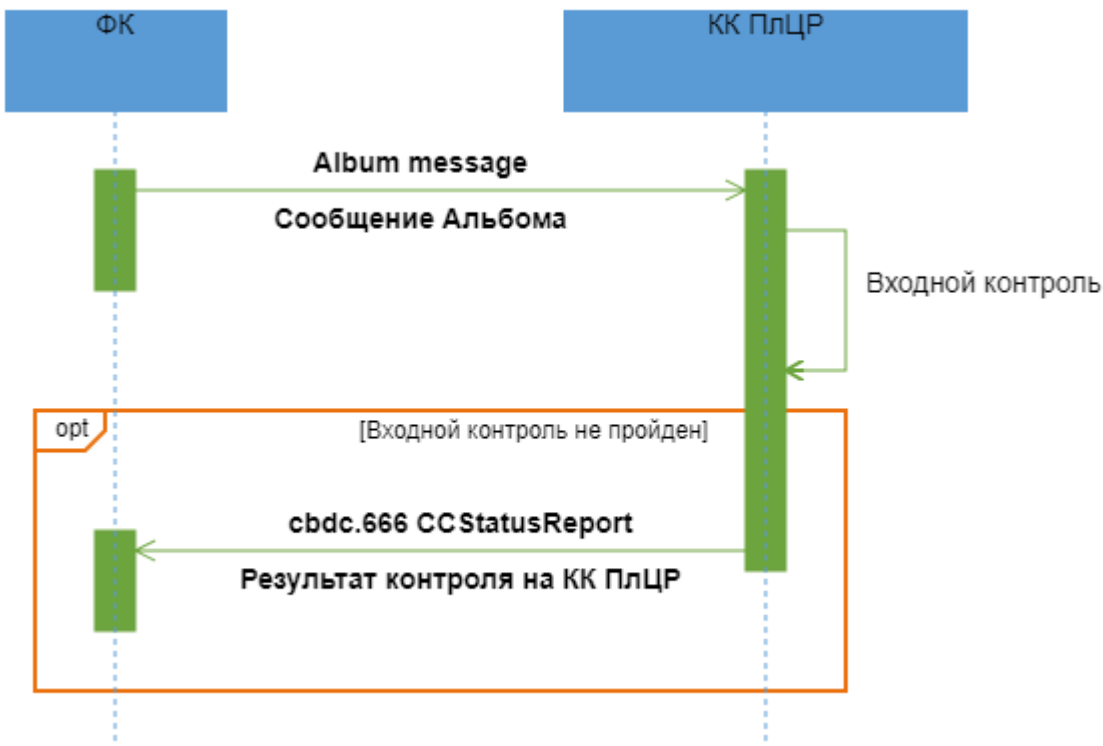 ФК
КК ПлЦР
Album message
Сообщение Альбома
Входной контроль
opt
[Входной контроль не пройден]
cbdc.666 CCStatusReport
Результат контроля на КК ПлЦР